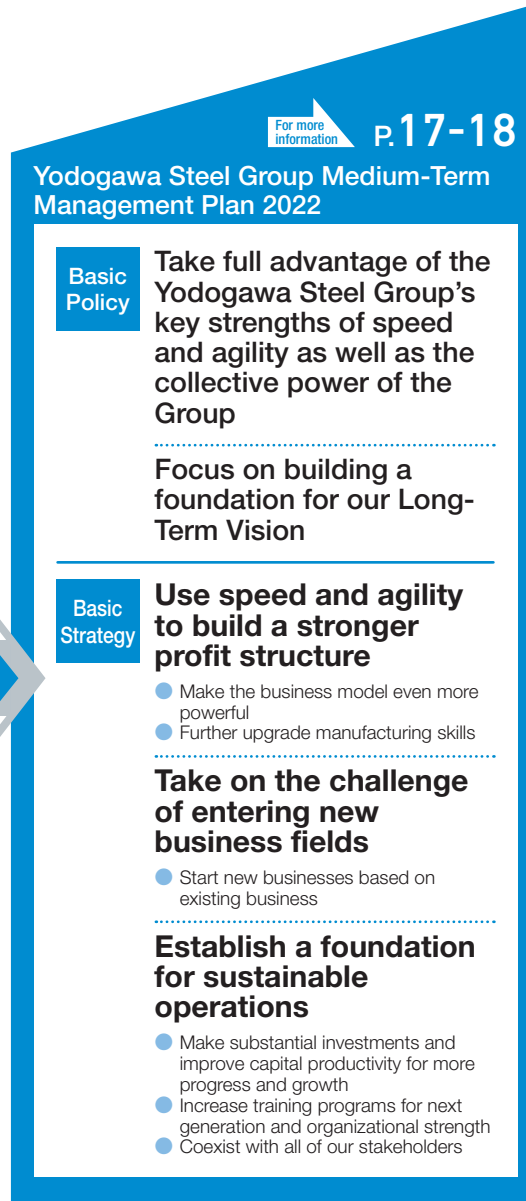 For more
information
P.17-18
Yodogawa Steel Group Medium-Term
Management Plan 2022
Basic
Policy
Take full advantage of the
Yodogawa Steel Group's
key strengths of speed
and agility as well as the
collective power of the
Group
Focus on building a
foundation for our Long-
Term Vision
Basic
Strategy
Use speed and agility
to build a stronger
profit structure
● Make the business model even more
powerful
● Further upgrade manufacturing skills
Take on the challenge
of entering new
business fields
● Start new businesses based on
existing business
Establish a foundation
for sustainable
operations
● Make substantial investments and
improve capital productivity for more
progress and growth
● Increase training programs for next
generation and organizational strength
● Coexist with all of our stakeholders